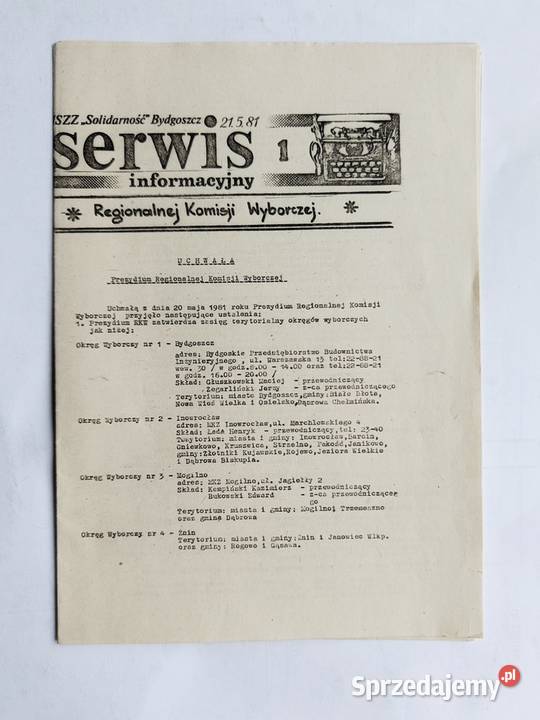 ISZZ „Solidarność" Bydgoszcz 21.5.81
serwis 1
informacyjny
* Regionalnej Komisji Wyborczej. *
U C H W A Ł A
Prezydium Regionalnej Komisji Wyborczej
Uchwałą z dnia 20 maja 1981 roku Prezydium Regionalnej Komisji
Wyborczej przyjęło następujące ustalenia;
1. Prezydium RKW zatwierdza zasięg terytorialny okręgów wyborczych
jak niżej:
Okręg Wyborczy nr 1 - Bydgoszcz
adres; Bydgoskie Przedsiębiorstwo Budownictwa
Inżynieryjnego , ul. Warszawska 13 tel:22-88-21
wew. 30 / w godz.8.00 - 14.00 oraz tel:22-68-21
w godz. 16.00 - 20.00 /
Skład: Głuszkowski Maciej - przewodniczący
Żegarliński Jerzy - z-ca przewodniczącego
Terytorium: miasto Bydgoszcz,gminy:Białe Błota,
Nowa Wieś Wielka i Osielsko,Dąbrowa Chełmińska.
Okręg Wyborczy nr 2 - Inowrocław
adres; MKZ Inowrocław,ul. Marchlewskiego 4
Skład: Łada Henryk - przewodniczący,tel: 23-40
Terytorium: miasta i gminy: Inowrocław,Barcin,
Gniewkowo, Kruszwica, Strzelno, Pakość,Janikowo,
gminy:Złotniki Kujawskie,Rojewo,Jeziora Wielkie
i Dąbrowa Biskupia.
Okręg Wyborczy nr 3 - Mogilno
adres; MKZ Mogilno,ul. Jagiełły 2
Skład: Kempiński Kazimierz - przewodniczący
Bukowski Edward - z-ca przewodnicząceg
go
Terytorium: miasta i gminy: Mogilnoi Trzemeszno
oraz gmina Dąbrowa
Okręg Wyborczy nr 4 - Żnin
Terytorium: miasta i gminy:Żnin i Janowiec Wlkp.
oraz gminy: Rogowo i Gąsawa.
Sprzedajemy.pl